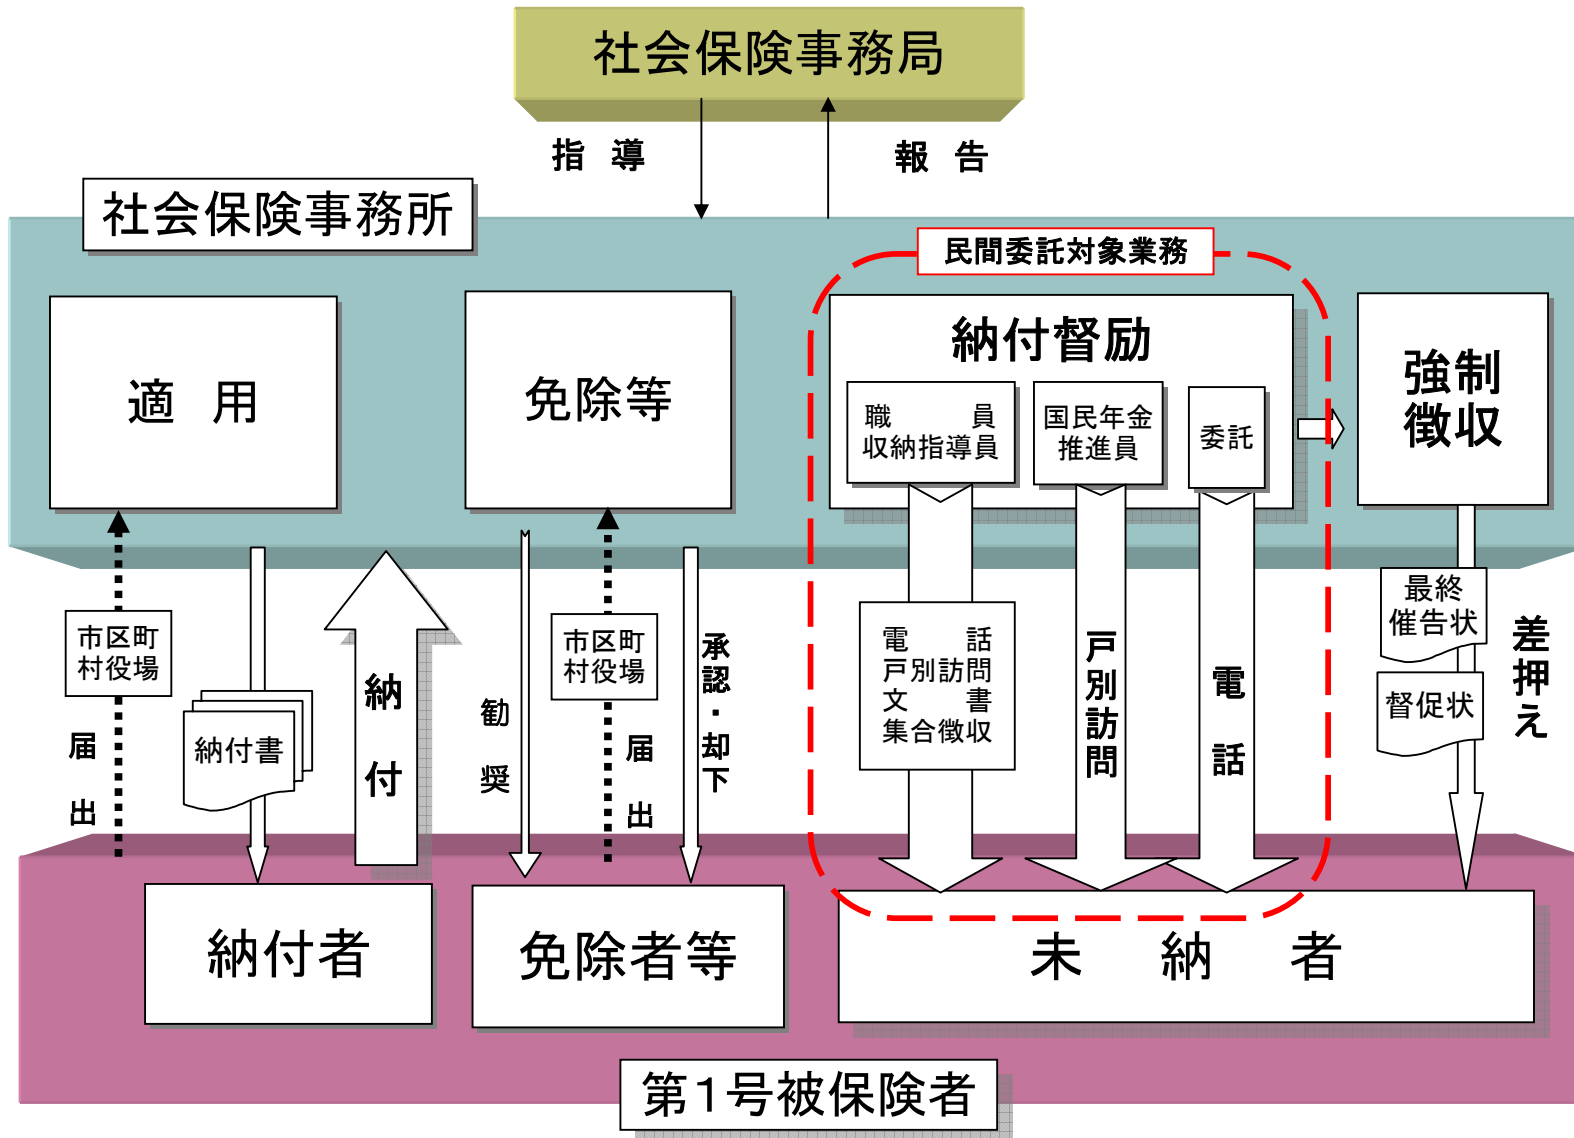 社会保険事務局
指　導
報　告
社会保険事務所
民間委託対象業務
適　用
免除等
納付督励
職　　員
収納指導員
国民年金
推進員
委託
強制
徴収
市区町
村役場
届　出
納付書
納　付
勧　奨
市区町
村役場
届　出
承認・却下
電　　話
戸別訪問
文　　書
集合徴収
戸別訪問
電　話
最終
催告状
督促状
差押え
納付者
免除者等
未　納　者
第1号被保険者